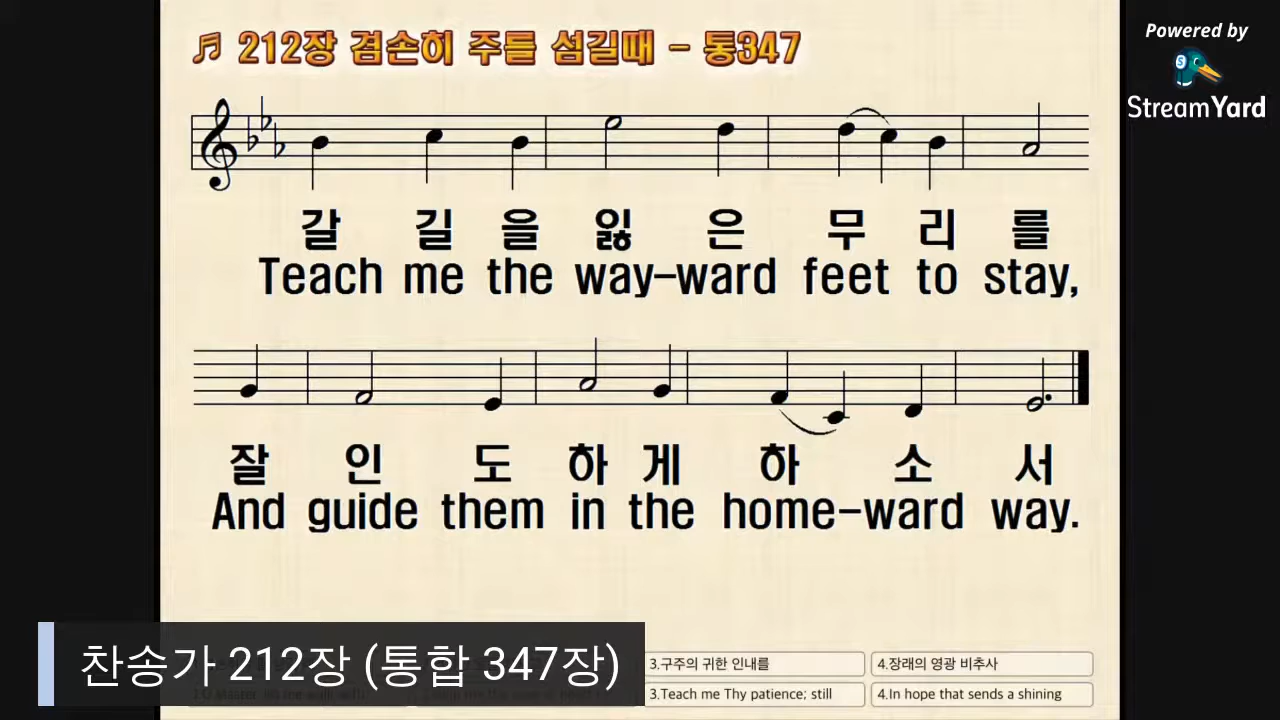 ♬ 212장 겸손히 주를 섬길때 - 통347
Powered by
StreamYard
갈 길 을 잃 은 무 리 를
Teach me the way-ward feet to stay,
잘 인 도 하 게 하 소 서
And guide them in the home-ward way.
찬송가 212장 (통합 347장)
3.구주의 귀한 인내를
4.장래의 영광 비추사
3.Teach me Thy patience; still
4.In hope that sends a shining